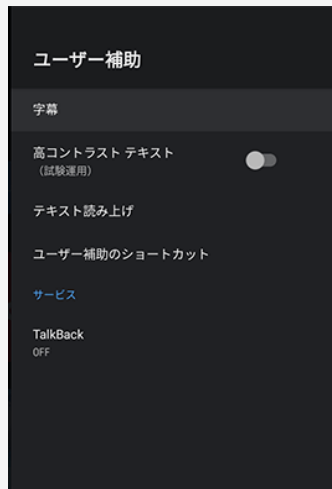 ユーザー補助
字幕
高コントラスト テキスト
（試験運用）
テキスト読み上げ
ユーザー補助のショートカット
サービス
TalkBack
OFF